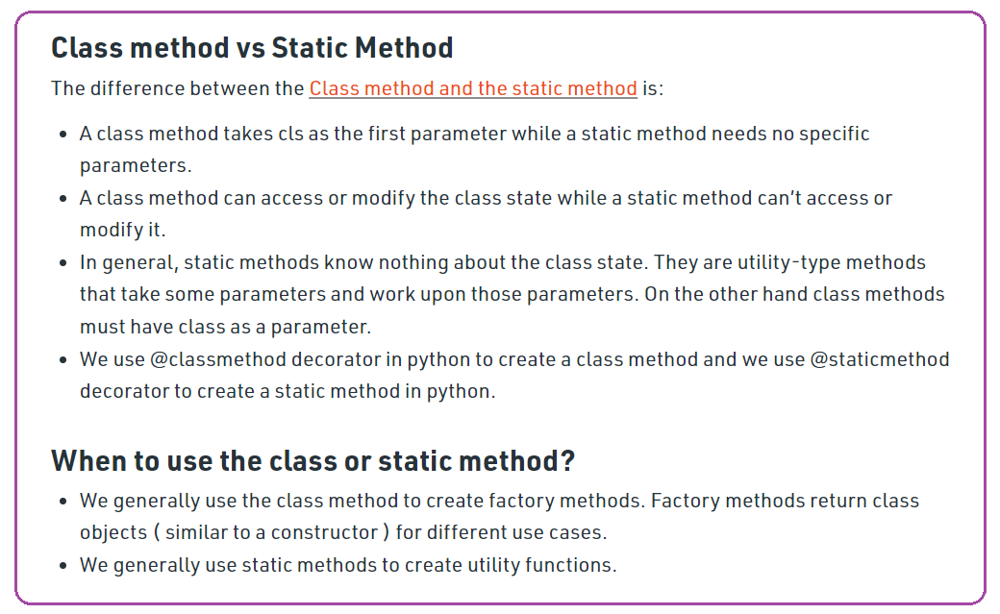 Class method vs Static Method
The difference between the Class method and the static method is:
• A class method takes cls as the first parameter while a static method needs no specific
parameters.
• A class method can access or modify the class state while a static method can’t access or
modify it.
• In general, static methods know nothing about the class state. They are utility-type methods
that take some parameters and work upon those parameters. On the other hand class methods
must have class as a parameter.
• We use @classmethod decorator in python to create a class method and we use @staticmethod
decorator to create a static method in python.
When to use the class or static method?
• We generally use the class method to create factory methods. Factory methods return class
objects ( similar to a constructor ) for different use cases.
• We generally use static methods to create utility functions.